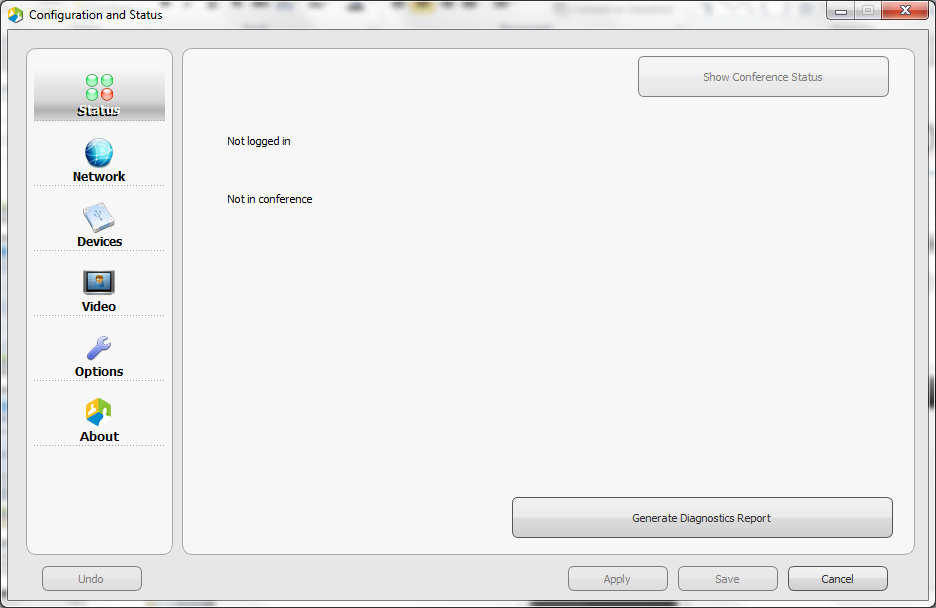 Configuration and Status
Show Conference Status
Status
Not logged in
Network
Not in conference
Devices
Video
Options
About
Generate Diagnostics Report
Undo
Apply
Save
Cancel